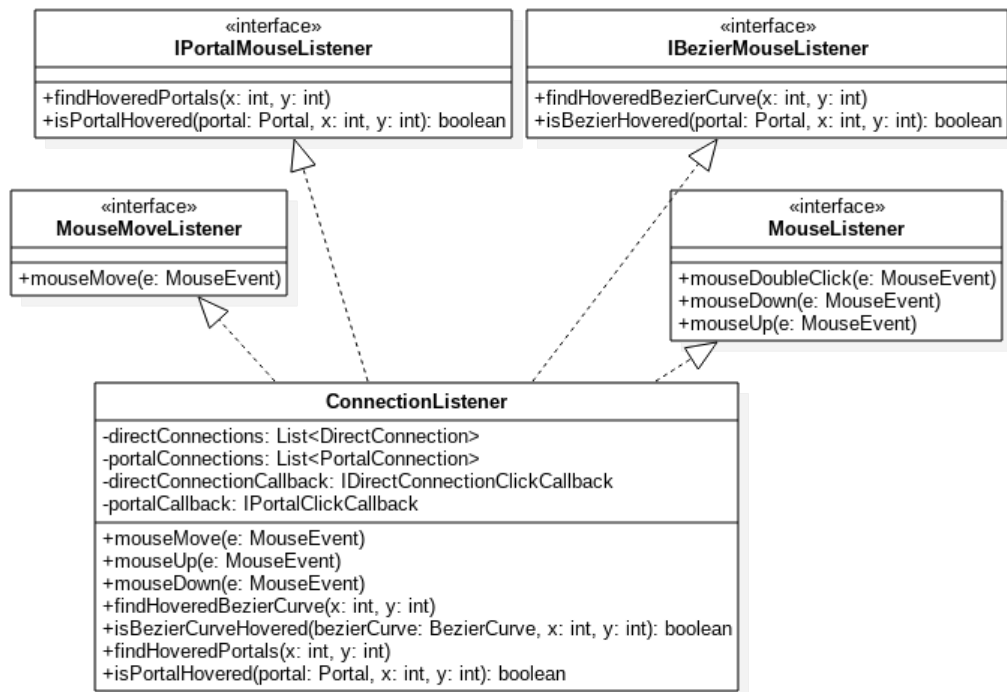 «interface»
IPortalMouseListener
+findHoveredPortals(x: int, y: int)
+isPortalHovered(portal: Portal, x: int, y: int): boolean
«interface»
IBezierMouseListener
+findHoveredBezierCurve(x: int, y: int)
+isBezierHovered(portal: Portal, x: int, y: int): boolean
«interface»
MouseMoveListener
+mouseMove(e: MouseEvent)
«interface»
MouseListener
+mouseDoubleClick(e: MouseEvent)
+mouseDown(e: MouseEvent)
+mouseUp(e: MouseEvent)
ConnectionListener
-directConnections: List<DirectConnection>
-portalConnections: List<PortalConnection>
-directConnectionCallback: IDirectConnectionClickCallback
-portalCallback: IPortalClickCallback
+mouseMove(e: MouseEvent)
+mouseUp(e: MouseEvent)
+mouseDown(e: MouseEvent)
+findHoveredBezierCurve(x: int, y: int)
+isBezierCurveHovered(bezierCurve: BezierCurve, x: int, y: int): boolean
+findHoveredPortals(x: int, y: int)
+isPortalHovered(portal: Portal, x: int, y: int): boolean